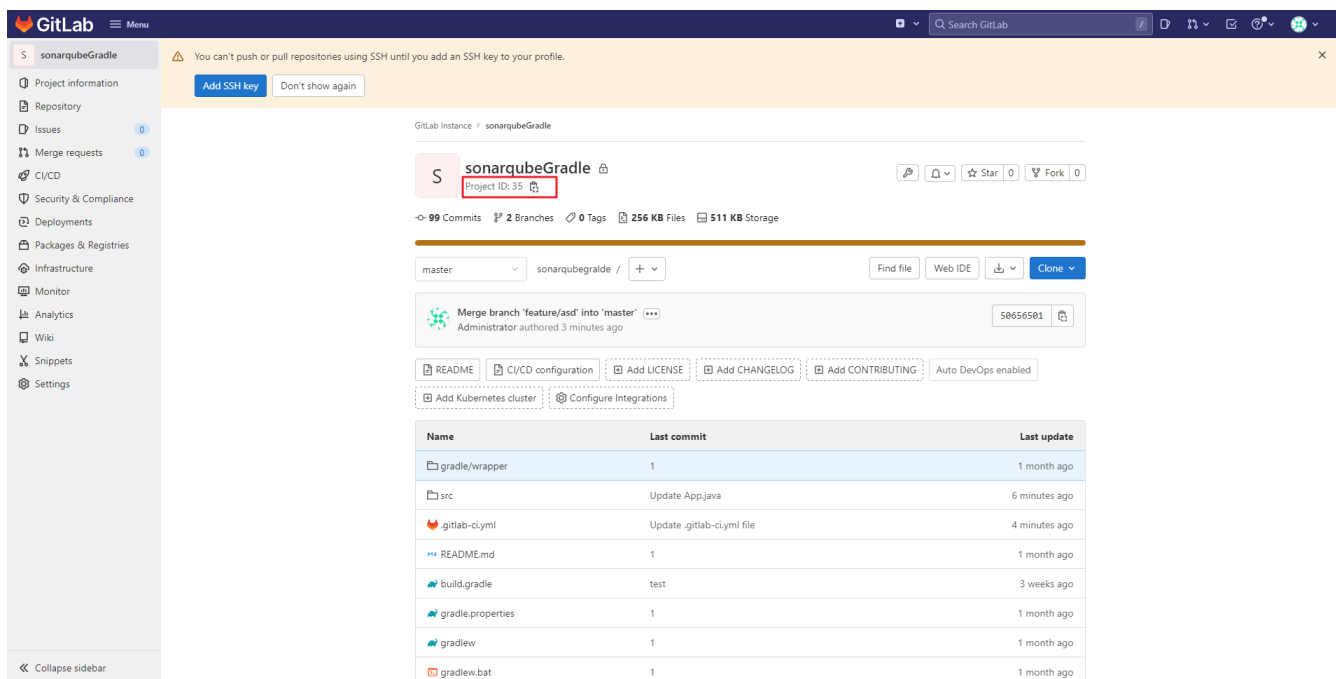 GitLab Menu Search GitLab /
S sonarqubeGradle
Project information
Repository
Issues 0
Merge requests 0
CI/CD
Security & Compliance
Deployments
Packages & Registries
Infrastructure
Monitor
Analytics
Wiki
Snippets
Settings
Collapse sidebar
You can't push or pull repositories using SSH until you add an SSH key to your profile.
Add SSH key Don't show again
GitLab Instance > sonarqubeGradle
S sonarqubeGradle
Project ID: 35
Star 0 Fork 0
99 Commits 2 Branches 0 Tags 256 KB Files 511 KB Storage
master sonarqubegralde / + Find file Web IDE Clone
Merge branch 'feature/asd' into 'master' 50656501
Administrator authored 3 minutes ago
README CI/CD configuration Add LICENSE Add CHANGELOG Add CONTRIBUTING Auto DevOps enabled
Add Kubernetes cluster Configure Integrations
Name Last commit Last update
gradle/wrapper 1 1 month ago
src Update App.java 6 minutes ago
.gitlab-ci.yml Update .gitlab-ci.yml file 4 minutes ago
README.md 1 1 month ago
build.gradle test 3 weeks ago
gradle.properties 1 1 month ago
gradlew 1 1 month ago
gradlew.bat 1 1 month ago